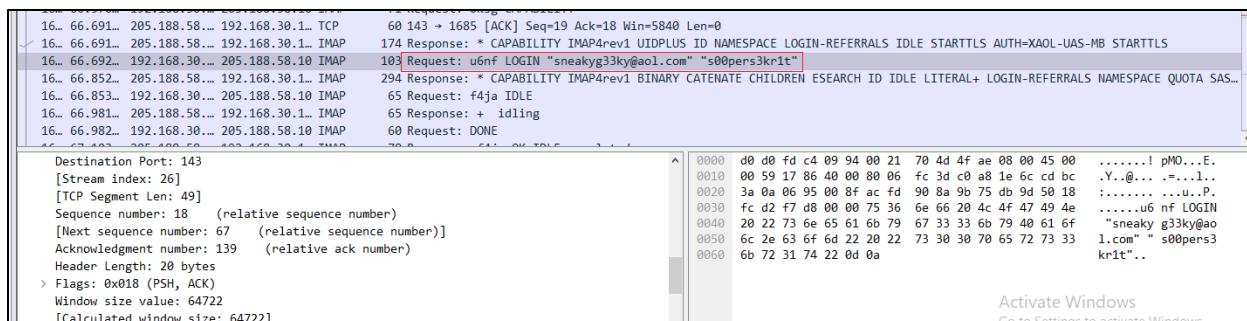 16… 66.691… 205.188.58.… 192.168.30.1… TCP 60 143 → 1685 [ACK] Seq=19 Ack=18 Win=5840 Len=0
16… 66.691… 205.188.58.… 192.168.30.1… IMAP 174 Response: * CAPABILITY IMAP4rev1 UIDPLUS ID NAMESPACE LOGIN-REFERRALS IDLE STARTTLS AUTH=XAOL-UAS-MB STARTTLS
16… 66.692… 192.168.30.… 205.188.58.10 IMAP 103 Request: u6nf LOGIN "sneakyg33ky@aol.com" "s00pers3kr1t"
16… 66.852… 205.188.58.… 192.168.30.1… IMAP 294 Response: * CAPABILITY IMAP4rev1 BINARY CATENATE CHILDREN ESEARCH ID IDLE LITERAL+ LOGIN-REFERRALS NAMESPACE QUOTA SAS…
16… 66.853… 192.168.30.… 205.188.58.10 IMAP 65 Request: f4ja IDLE
16… 66.981… 205.188.58.… 192.168.30.1… IMAP 65 Response: + idling
16… 66.982… 192.168.30.… 205.188.58.10 IMAP 60 Request: DONE
Destination Port: 143
[Stream index: 26]
[TCP Segment Len: 49]
Sequence number: 18 (relative sequence number)
[Next sequence number: 67 (relative sequence number)]
Acknowledgment number: 139 (relative ack number)
Header Length: 20 bytes
> Flags: 0x018 (PSH, ACK)
Window size value: 64722
[Calculated window size: 64722]
0000 d0 d0 fd c4 09 94 00 21 70 4d 4f ae 08 00 45 00 .......! pMO...E.
0010 00 59 17 86 40 00 80 06 fc 3d c0 a8 1e 6c cd bc .Y..@... .=...l..
0020 3a 0a 06 95 00 8f ac fd 90 8a 9b 75 db 9d 50 18 :....... ...u..P.
0030 fc d2 f7 d8 00 00 75 36 6e 66 20 4c 4f 47 49 4e ......u6 nf LOGIN
0040 20 22 73 6e 65 61 6b 79 67 33 33 6b 79 40 61 6f "sneaky g33ky@ao
0050 6c 2e 63 6f 6d 22 20 22 73 30 30 70 65 72 73 33 l.com" " s00pers3
0060 6b 72 31 74 22 0d 0a kr1t"..
Activate Windows
Go to Settings to activate Windows